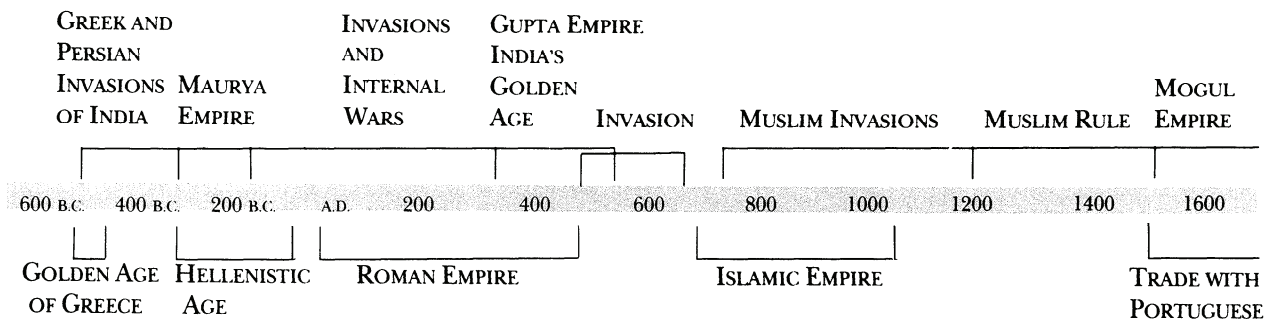 GREEK AND
PERSIAN
INVASIONS
OF INDIA
MAURYA
EMPIRE
INVASIONS
AND
INTERNAL
WARS
GUPTA EMPIRE
INDIA'S
GOLDEN
AGE
INVASION
MUSLIM INVASIONS
MUSLIM RULE
MOGUL
EMPIRE
600 B.C. 400 B.C. 200 B.C. A.D. 200 400 600 800 1000 1200 1400 1600
GOLDEN AGE
OF GREECE
HELLENISTIC
AGE
ROMAN EMPIRE
ISLAMIC EMPIRE
TRADE WITH
PORTUGUESE